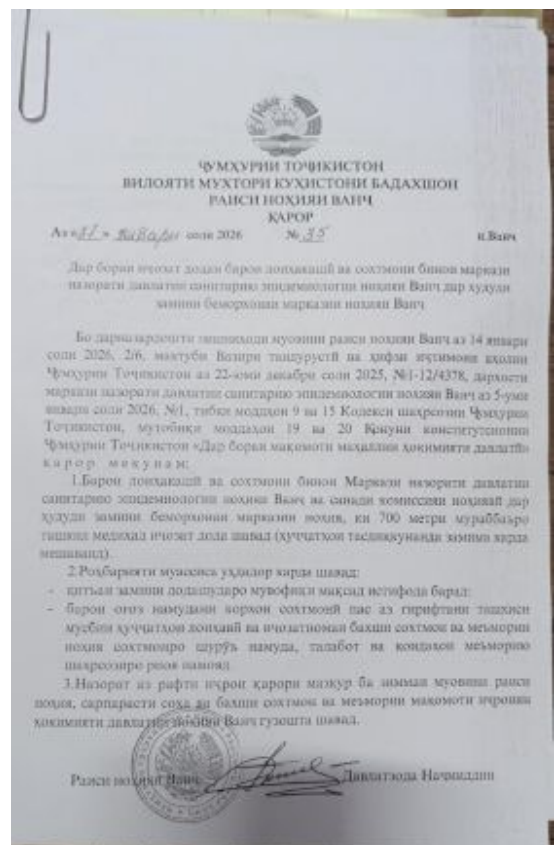 ҶУМҲУРИИ ТОҶИКИСТОН
ВИЛОЯТИ МУХТОРИ КУҲИСТОНИ БАДАХШОН
РАИСИ НОҲИЯИ ВАНҶ
ҚАРОР
Аз «31» январи соли 2026 № 35 н.Ванҷ
Дар бораи иҷозат додан барои лоиҳакашӣ ва сохтмони бинои маркази
назорати давлатии санитарию эпидемиологии ноҳияи Ванҷ дар ҳудуди
замини беморхонаи марказии ноҳияи Ванҷ
Бо дарназардошти пешниҳоди муовини раиси ноҳияи Ванҷ аз 14 январи
соли 2026, 2/6, мактуби Вазири тандурустӣ ва ҳифзи иҷтимоии аҳолии
Ҷумҳурии Тоҷикистон аз 22-юми декабри соли 2025, №1-12/4378, дархости
маркази назорати давлатии санитарию эпидемиологии ноҳияи Ванҷ аз 5-уми
январи соли 2026, №1, тибқи моддаҳои 9 ва 15 Кодекси шаҳрсозии Ҷумҳурии
Тоҷикистон, мутобиқи моддаҳои 19 ва 20 Қонуни конститутсионии
Ҷумҳурии Тоҷикистон «Дар бораи мақомоти маҳаллии ҳокимияти давлатӣ»
қарор мекунам:
1.Барои лоиҳакашӣ ва сохтмони бинои Маркази назорати давлатии
санитарию эпидемиологии ноҳияи Ванҷ ва санади комиссияи ноҳиявӣ дар
ҳудуди замини беморхонаи марказии ноҳия, ки 700 метри мураббаъро
ташкил медиҳад иҷозат дода шавад (ҳуҷҷатҳои тасдиқкунанда замима карда
мешаванд).
2.Роҳбарияти муассиса уҳдадор карда шавад:
- қитъаи замини додашударо мувофиқи мақсад истифода барад;
- барои оғоз намудани корҳои сохтмонӣ пас аз гирифтани ташхиси
мусбии ҳуҷҷатҳои лоиҳавӣ ва иҷозатномаи бахши сохтмон ва меъмории
ноҳия сохтмонро шурӯъ намуда, талабот ва қоидаҳои меъморию
шаҳрсозиро риоя намояд.
3.Назорат аз рафти иҷрои қарори мазкур ба зиммаи муовини раиси
ноҳия, сарпарасти соҳа ва бахши сохтмон ва меъмории мақомоти иҷроияи
ҳокимияти давлатии ноҳияи Ванҷ гузошта шавад.
Раиси ноҳияи Ванҷ Давлатзода Наҷмиддин